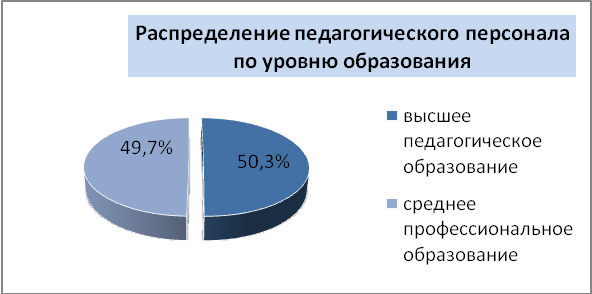 Распределение педагогического персонала
по уровню образования
49,7%
50,3%
высшее
педагогическое
образование
среднее
профессиональное
образование